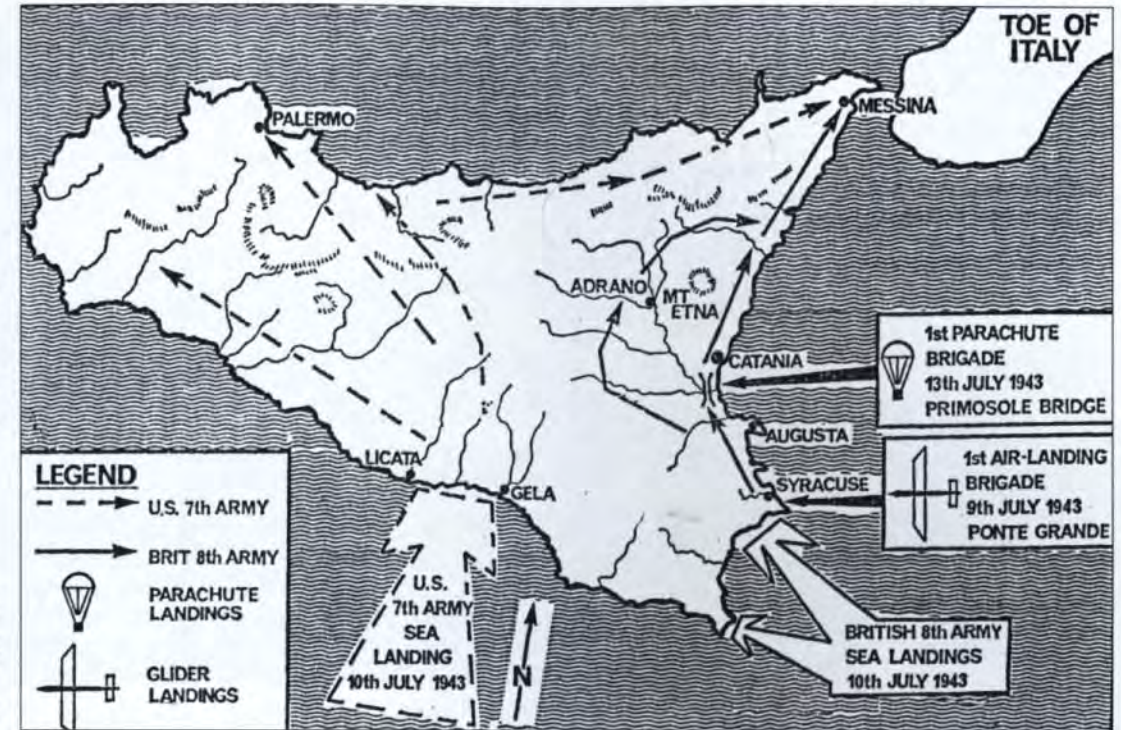 TOE OF
ITALY
PALERMO
MESSINA
ADRANO
MT
ETNA
CATANIA
1st PARACHUTE
BRIGADE
13th JULY 1943
PRIMOSOLE BRIDGE
AUGUSTA
LICATA
GELA
SYRACUSE
1st AIR-LANDING
BRIGADE
9th JULY 1943
PONTE GRANDE
LEGEND
U.S. 7th ARMY
BRIT 8th ARMY
PARACHUTE
LANDINGS
GLIDER
LANDINGS
U.S.
7th ARMY
SEA
LANDING
10th JULY 1943
N
BRITISH 8th ARMY
SEA LANDINGS
10th JULY 1943